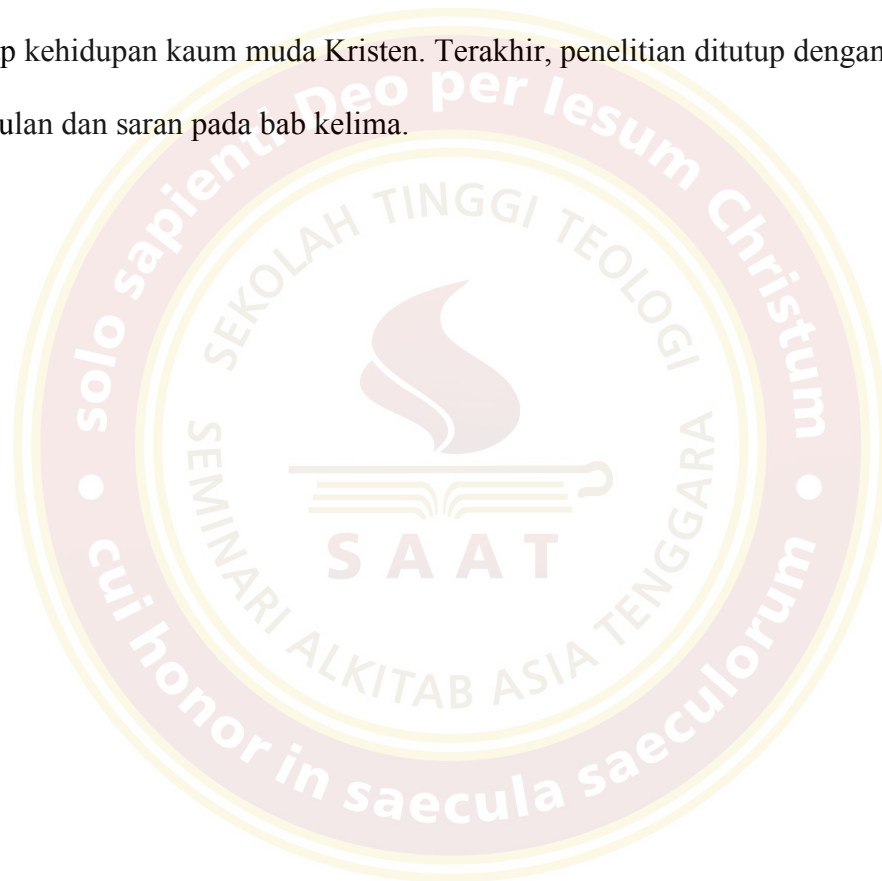 p kehidupan kaum muda Kristen. Terakhir, penelitian ditutup dengan
ulan dan saran pada bab kelima.
solo sapienti Deo per Iesum Christum
SEKOLAH TINGGI TEOLOGI
SAAT
SEMINARI ALKITAB ASIA TENGGARA
cui honor in saecula saeculorum